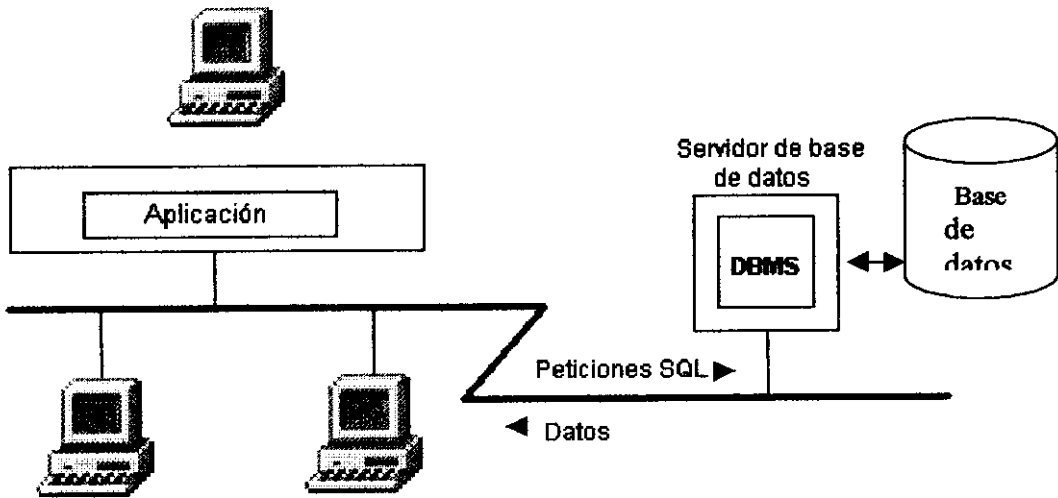 Servidor de base
de datos
Base
de
datos
Aplicación
DBMS
Peticiones SQL
Datos